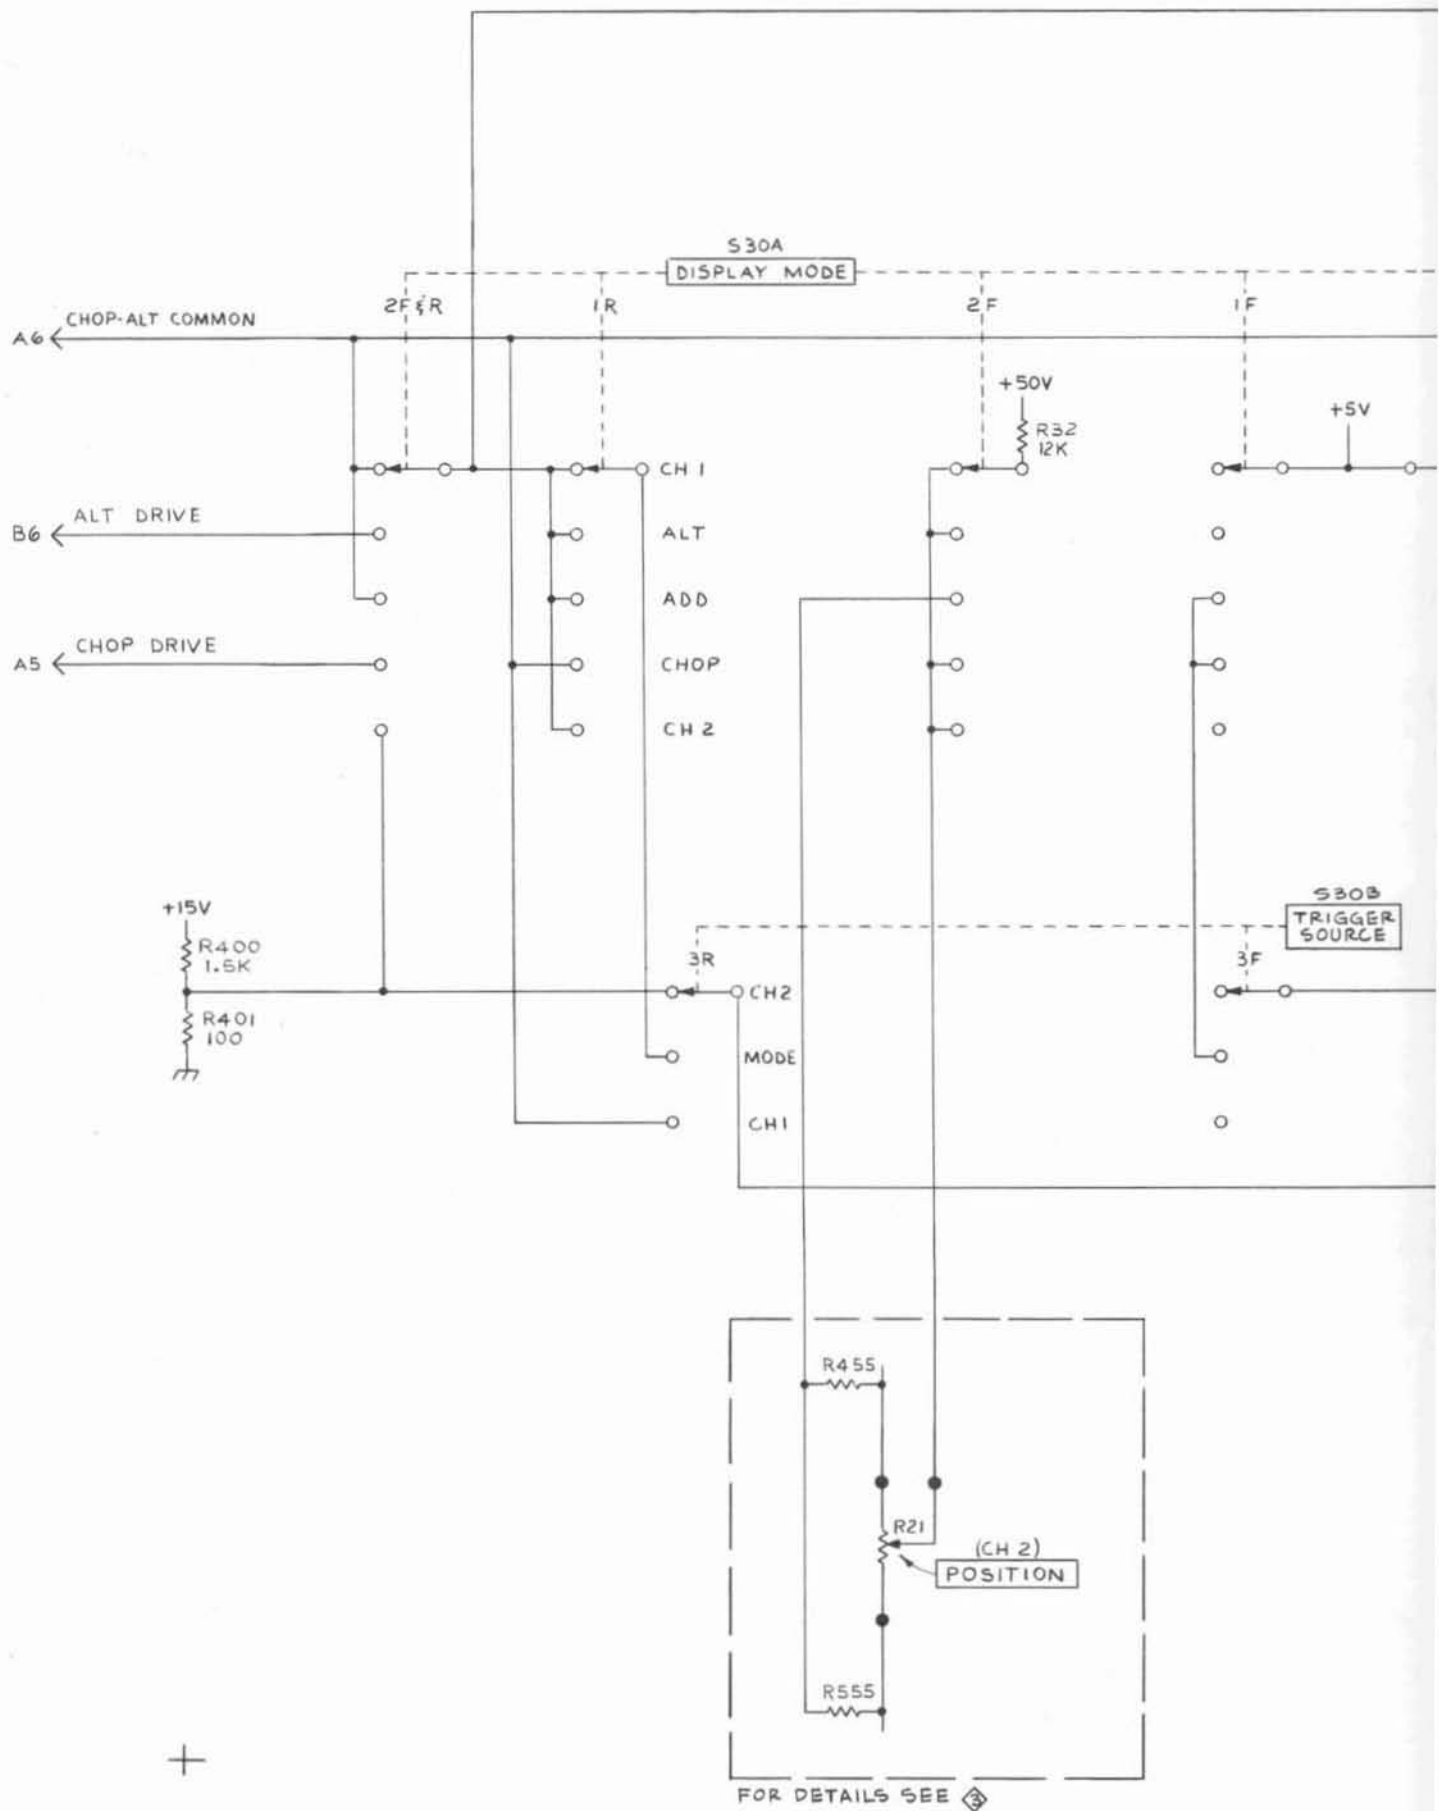 S30A
DISPLAY MODE
2F & R
1R
2F
1F
A6
CHOP-ALT COMMON
+50V
R32
12K
+5V
CH 1
B6
ALT DRIVE
ALT
ADD
A5
CHOP DRIVE
CHOP
CH 2
+15V
R400
1.5K
R401
100
S30B
TRIGGER
SOURCE
3R
3F
CH2
MODE
CH1
R455
R21
(CH 2)
POSITION
R555
FOR DETAILS SEE 3